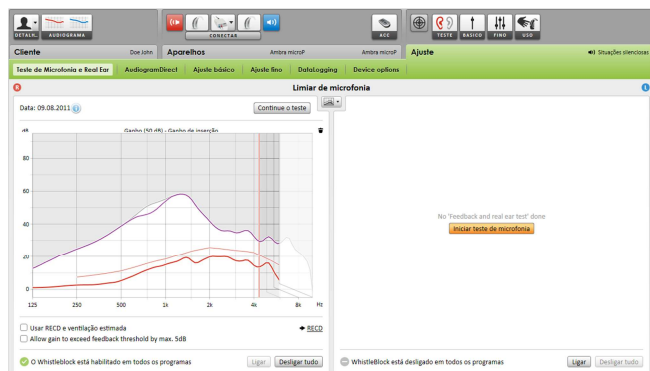 DETALH... AUDIOGRAMA
CONECTAR
ACC
TESTE BÁSICO FINO USO
Cliente Doe John Aparelhos Ambra microP Ambra microP Ajuste Situações silenciosas
Teste de Microfonia e Real Ear AudiogramDirect Ajuste básico Ajuste fino DataLogging Device options
Limiar de microfonia
Data: 09.08.2011 Continue o teste
dB Ganho (50 dB) - Ganho de inserção
80
60
40
20
0
125 250 500 1k 2k 4k 8k Hz
No 'Feedback and real ear test' done
Iniciar teste de microfonia
Usar RECD e ventilação estimada RECD
Allow gain to exceed feedback threshold by max. 5dB
O Whistleblock está habilitado em todos os programas Ligar Desligar tudo
WhistleBlock está desligado em todos os programas Ligar Desligar tudo